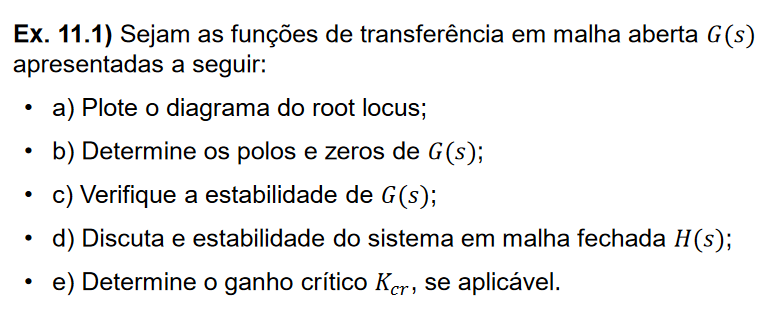 Ex. 11.1) Sejam as funções de transferência em malha aberta G(s)
apresentadas a seguir:
• a) Plote o diagrama do root locus;
• b) Determine os polos e zeros de G(s);
• c) Verifique a estabilidade de G(s);
• d) Discuta e estabilidade do sistema em malha fechada H(s);
• e) Determine o ganho crítico K_{cr}, se aplicável.